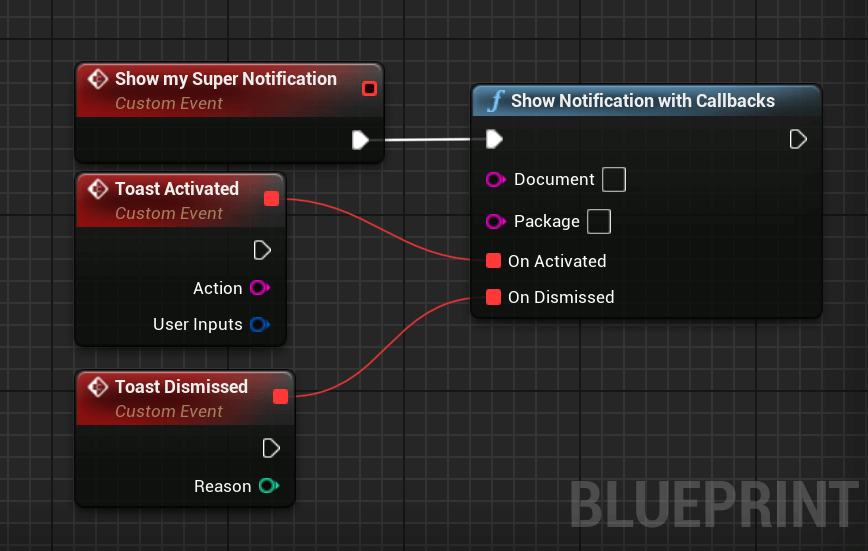 Show my Super Notification
Custom Event
Toast Activated
Custom Event
Action
User Inputs
Toast Dismissed
Custom Event
Reason
Show Notification with Callbacks
Document
Package
On Activated
On Dismissed
BLUEPRINT